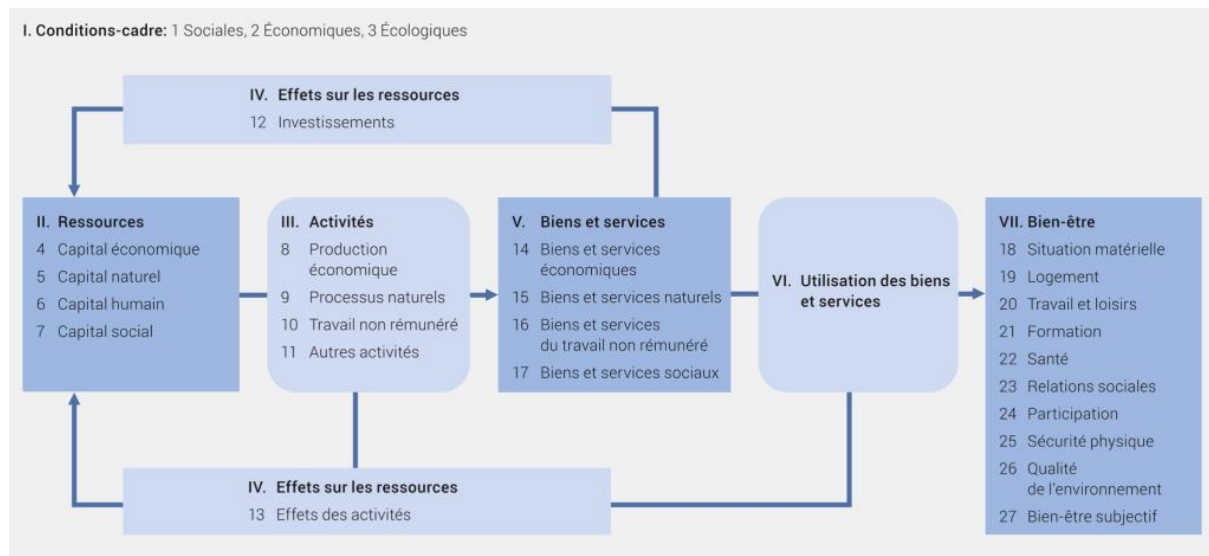 I. Conditions-cadre: 1 Sociales, 2 Économiques, 3 Écologiques
IV. Effets sur les ressources
12 Investissements
II. Ressources
4 Capital économique
5 Capital naturel
6 Capital humain
7 Capital social
III. Activités
8 Production
économique
9 Processus naturels
10 Travail non rémunéré
11 Autres activités
V. Biens et services
14 Biens et services
économiques
15 Biens et services naturels
16 Biens et services
du travail non rémunéré
17 Biens et services sociaux
VI. Utilisation des biens
et services
VII. Bien-être
18 Situation matérielle
19 Logement
20 Travail et loisirs
21 Formation
22 Santé
23 Relations sociales
24 Participation
25 Sécurité physique
26 Qualité
de l'environnement
27 Bien-être subjectif
IV. Effets sur les ressources
13 Effets des activités